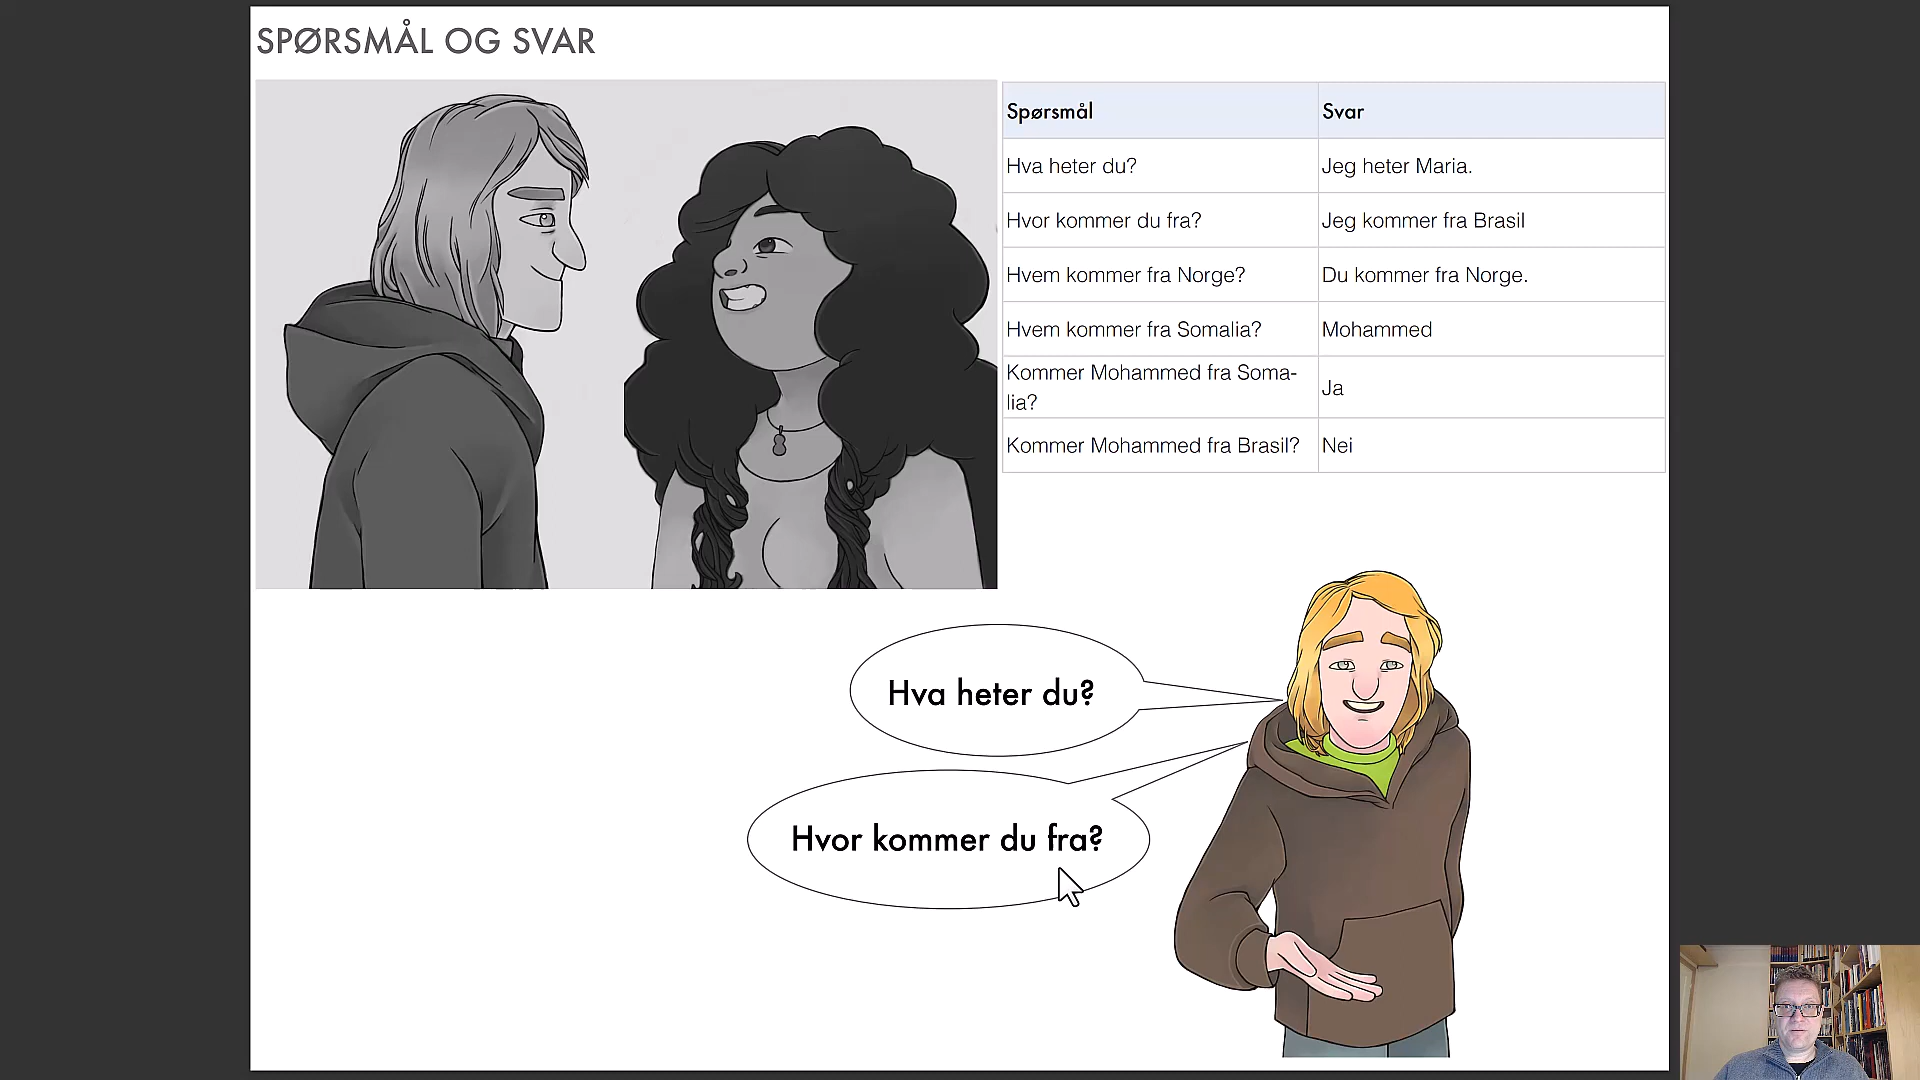 SPØRSMÅL OG SVAR
Spørsmål Svar
Hva heter du? Jeg heter Maria.
Hvor kommer du fra? Jeg kommer fra Brasil
Hvem kommer fra Norge? Du kommer fra Norge.
Hvem kommer fra Somalia? Mohammed
Kommer Mohammed fra Soma-
lia? Ja
Kommer Mohammed fra Brasil? Nei
Hva heter du?
Hvor kommer du fra?